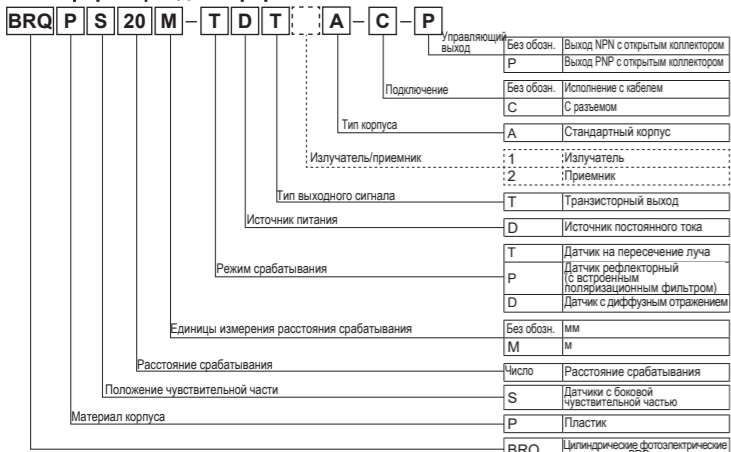 BRQ P S 20 M – T D T A – C – P
Управляющий выход
Без обозн. Выход NPN с открытым коллектором
P Выход PNP с открытым коллектором
Подключение
Без обозн. Исполнение с кабелем
C С разъемом
Тип корпуса
A Стандартный корпус
Излучатель/приемник
1 Излучатель
2 Приемник
Тип выходного сигнала
T Транзисторный выход
Источник питания
D Источник постоянного тока
Режим срабатывания
T Датчик на пересечение луча
P Датчик рефлекторный
(с встроенным
поляризационным фильтром)
D Датчик с диффузным отражением
Единицы измерения расстояния срабатывания
Без обозн. мм
М м
Расстояние срабатывания
Число Расстояние срабатывания
Положение чувствительной части
S Датчики с боковой
чувствительной частью
Материал корпуса
P Пластик
BRQ Цилиндрические фотоэлектрические